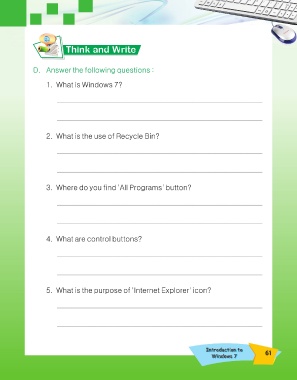 Think and Write
D. Answer the following questions :
1. What is Windows 7?
2. What is the use of Recycle Bin?
3. Where do you find 'All Programs' button?
4. What are control buttons?
5. What is the purpose of 'Internet Explorer' icon?
Introduction to
Windows 7
61